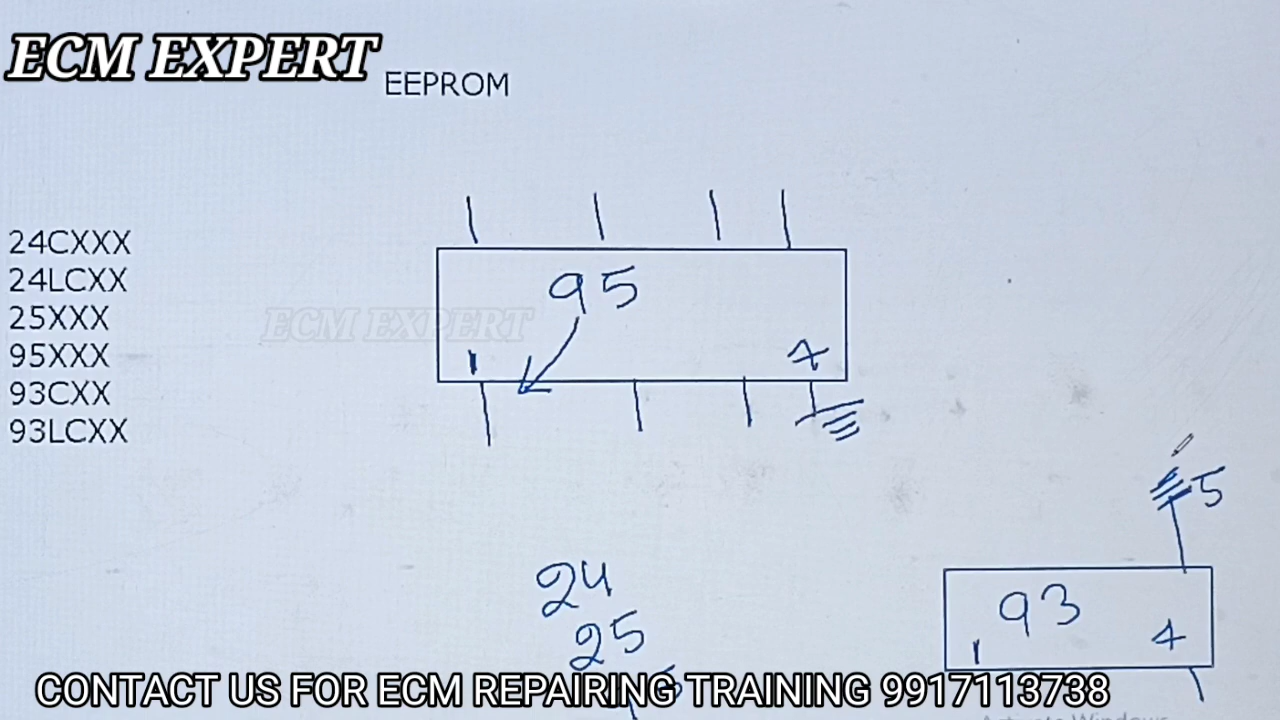 ECM EXPERT
EEPROM
24CXXX
24LCXX
25XXX
95XXX
93CXX
93LCXX
95
ECM EXPERT
1
4
5
24
25
93
1
4
CONTACT US FOR ECM REPAIRING TRAINING 9917113738